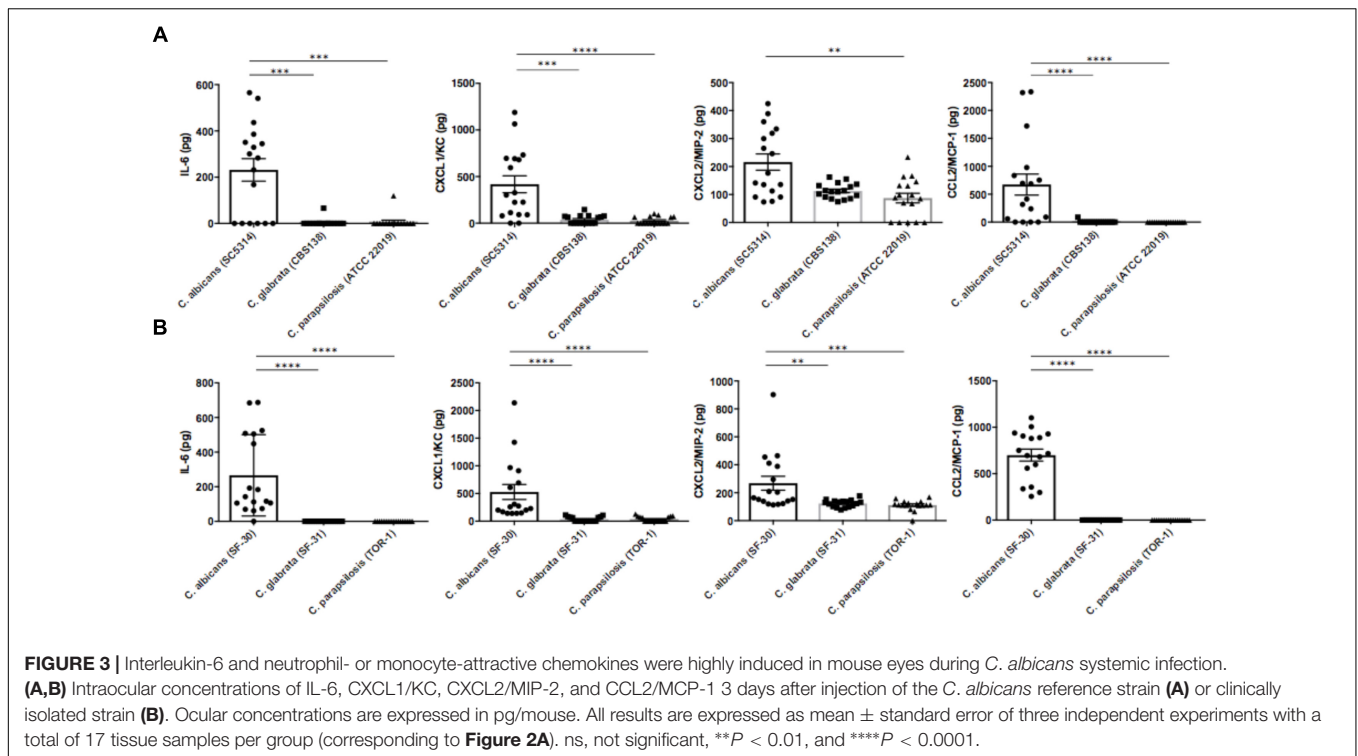 A
*** ***
IL-6 (pg)
600
400
200
0
C. albicans (SC5314)
C. glabrata (CBS138)
C. parapsilosis (ATCC 22019)
**** ***
CXCL1/KC (pg)
1500
1000
500
0
C. albicans (SC5314)
C. glabrata (CBS138)
C. parapsilosis (ATCC 22019)
**
CXCL2/MIP-2 (pg)
500
400
300
200
100
0
C. albicans (SC5314)
C. glabrata (CBS138)
C. parapsilosis (ATCC 22019)
**** ****
CCL2/MCP-1 (pg)
2500
2000
1500
1000
500
0
C. albicans (SC5314)
C. glabrata (CBS138)
C. parapsilosis (ATCC 22019)
B
**** ****
IL-6 (pg)
800
600
400
200
0
C. albicans (SF-30)
C. glabrata (SF-31)
C. parapsilosis (TOR-1)
**** ****
CXCL1/KC (pg)
2500
2000
1500
1000
500
0
C. albicans (SF-30)
C. glabrata (SF-31)
C. parapsilosis (TOR-1)
*** **
CXCL2/MIP-2 (pg)
1000
800
600
400
200
0
C. albicans (SF-30)
C. glabrata (SF-31)
C. parapsilosis (TOR-1)
**** ****
CCL2/MCP-1 (pg)
1500
1000
500
0
C. albicans (SF-30)
C. glabrata (SF-31)
C. parapsilosis (TOR-1)
FIGURE 3 | Interleukin-6 and neutrophil- or monocyte-attractive chemokines were highly induced in mouse eyes during C. albicans systemic infection.
(A,B) Intraocular concentrations of IL-6, CXCL1/KC, CXCL2/MIP-2, and CCL2/MCP-1 3 days after injection of the C. albicans reference strain (A) or clinically
isolated strain (B). Ocular concentrations are expressed in pg/mouse. All results are expressed as mean ± standard error of three independent experiments with a
total of 17 tissue samples per group (corresponding to Figure 2A). ns, not significant, **P < 0.01, and ****P < 0.0001.